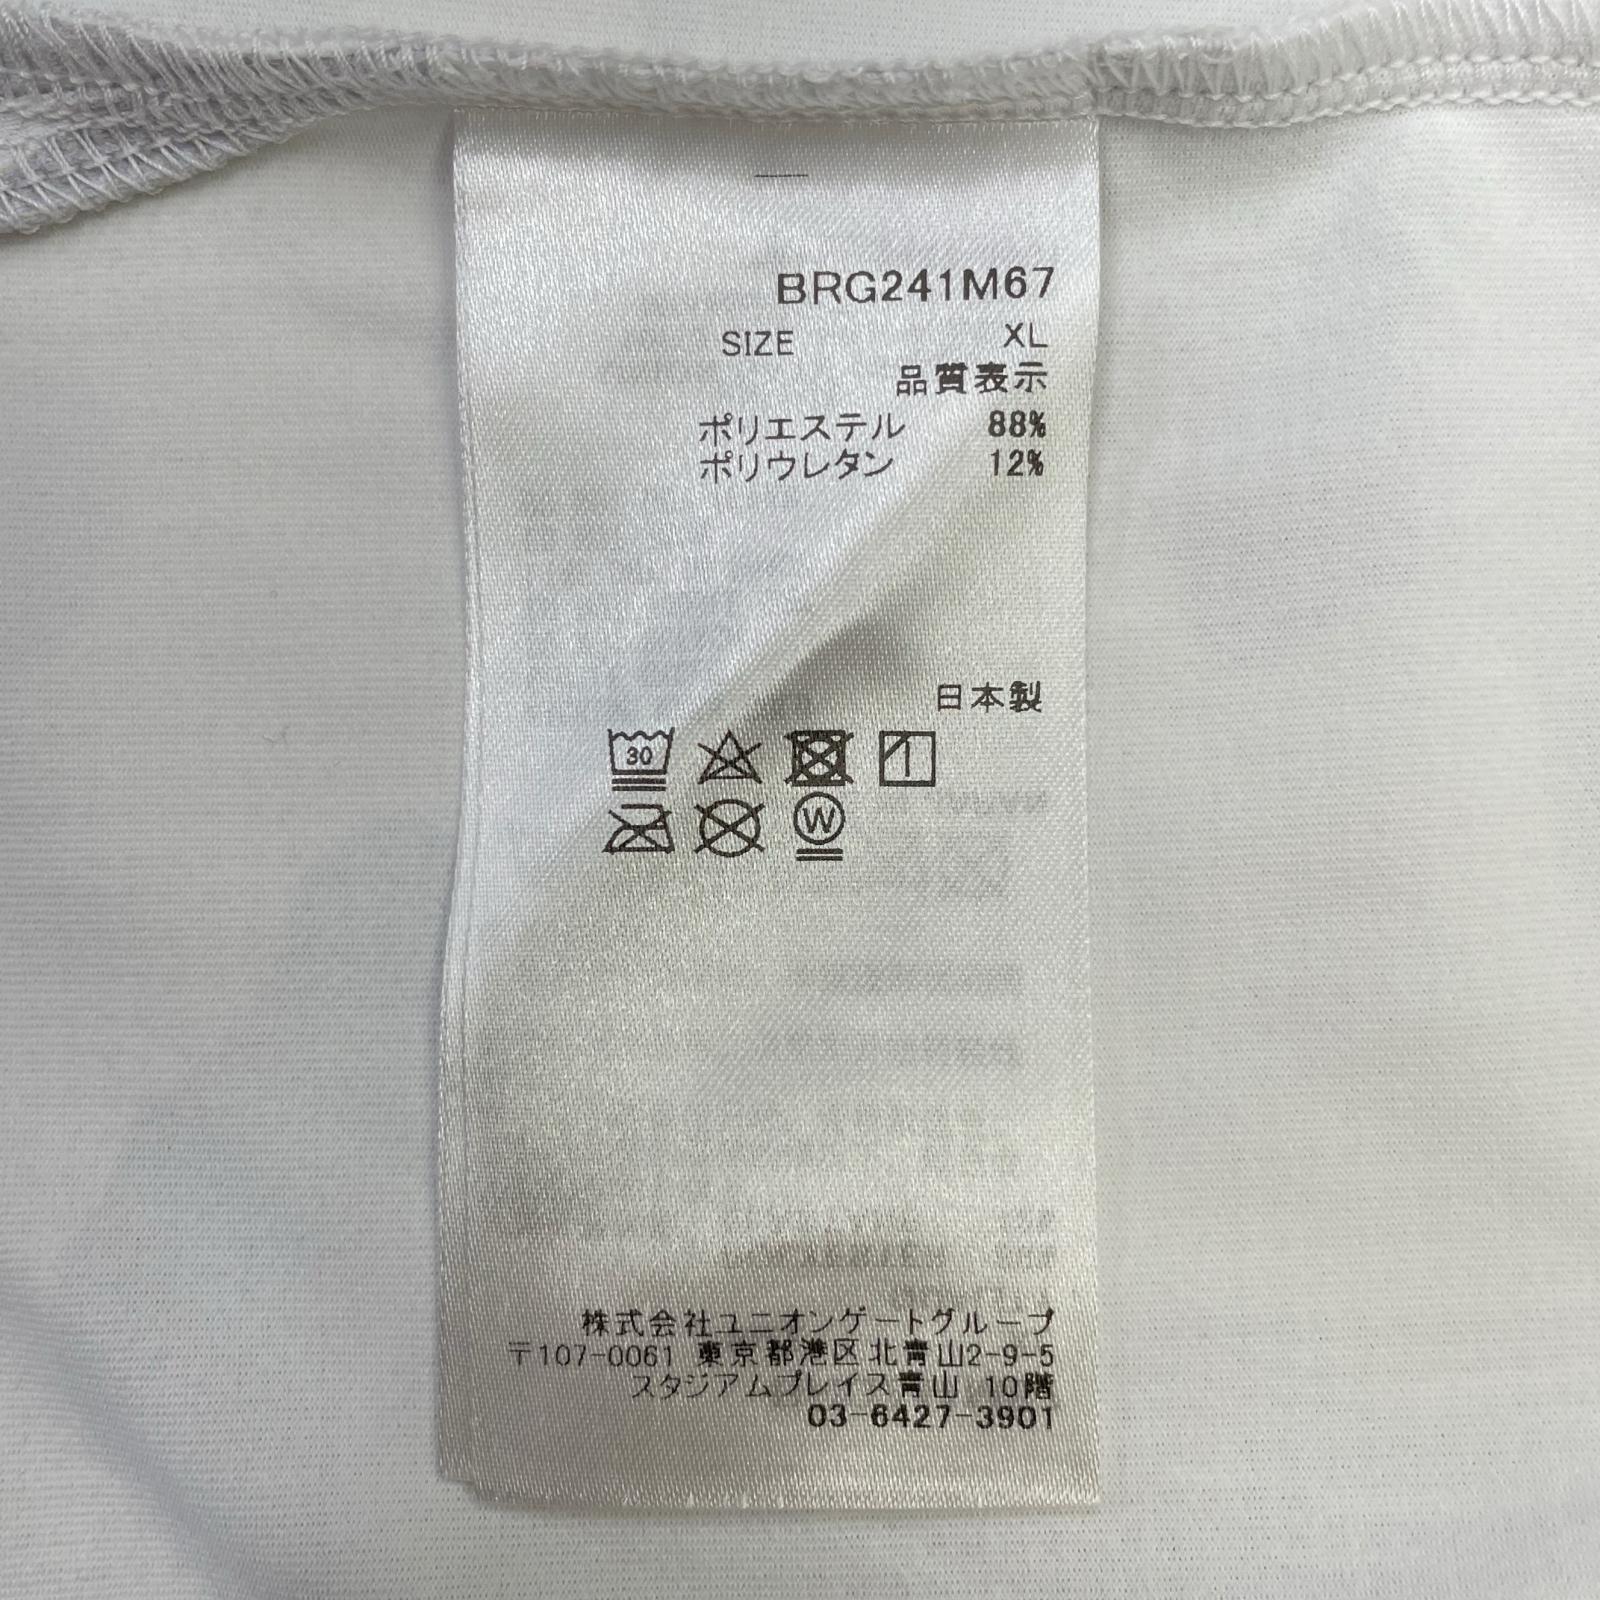 BRG241M67
SIZE XL
品質表示
ポリエステル 88%
ポリウレタン 12%
日本製
30
W
株式会社ユニオンゲートグループ
〒107-0061 東京都港区北青山2-9-5
スタジアムプレイス青山 10階
03-6427-3901